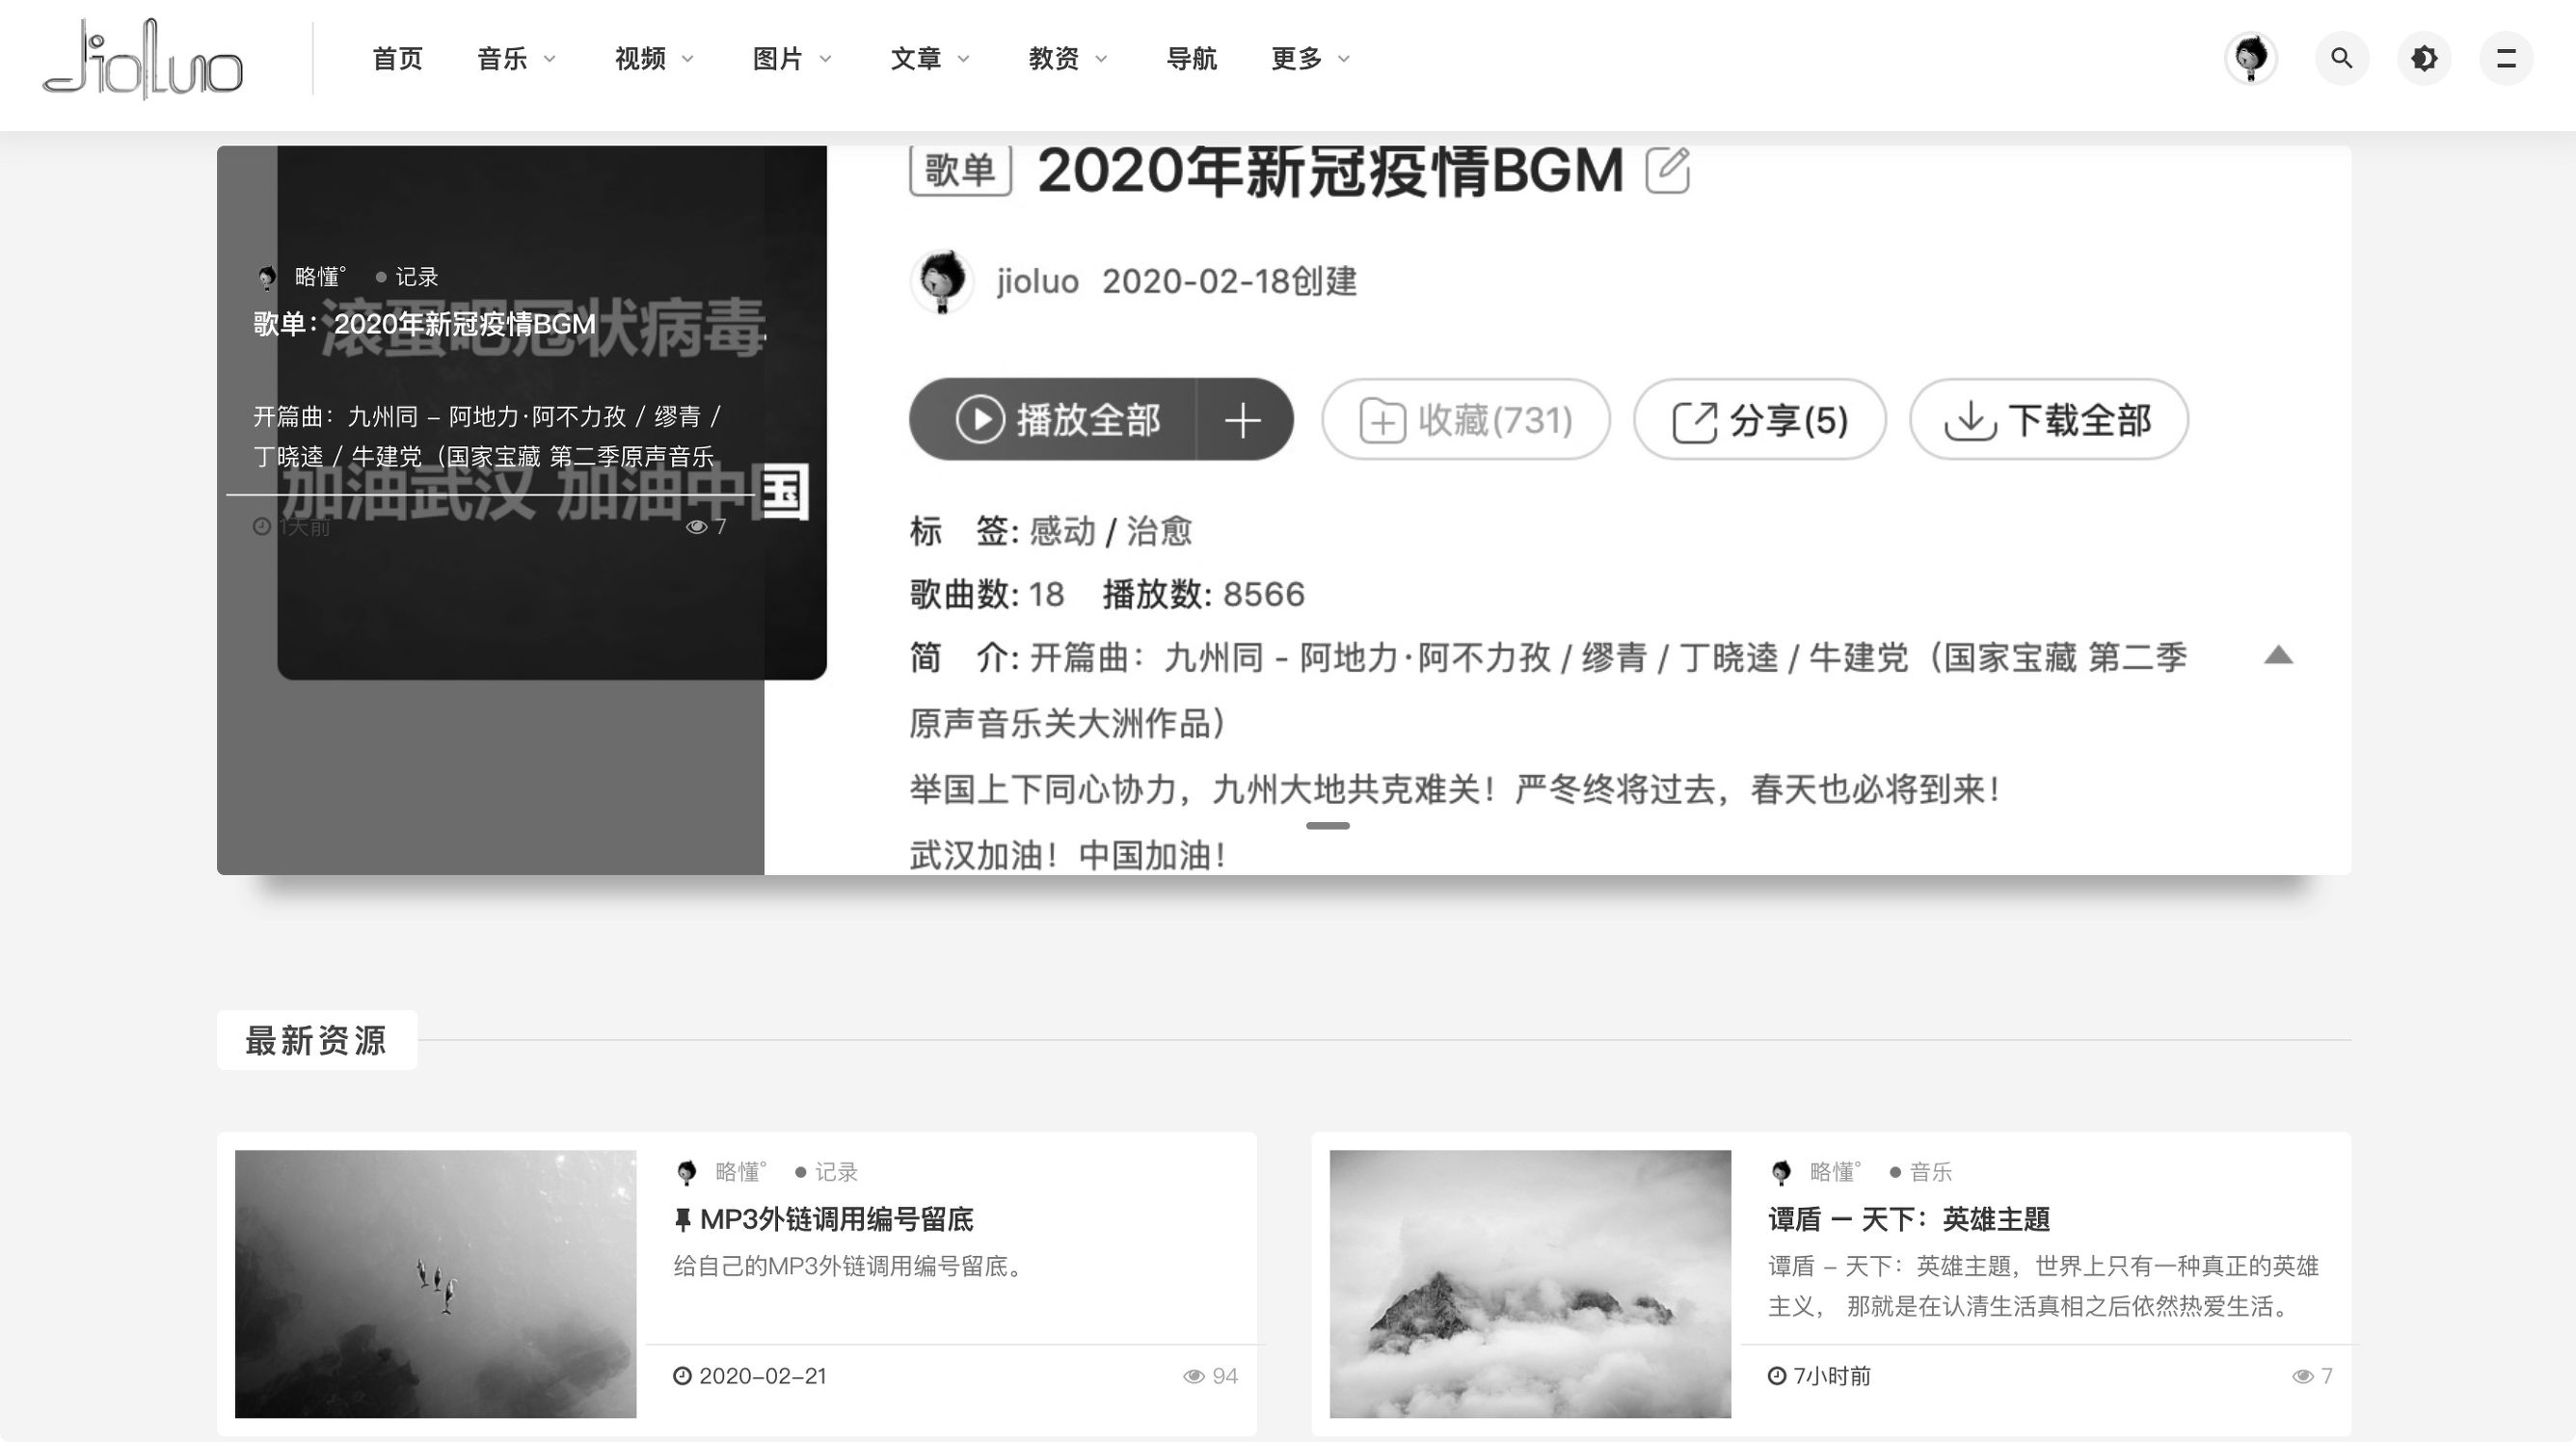 Jioluo
首页 音乐 视频 图片 文章 教资 导航 更多
歌单 2020年新冠疫情BGM
jioluo 2020-02-18创建
播放全部 收藏(731) 分享(5) 下载全部
标 签: 感动 / 治愈
歌曲数: 18 播放数: 8566
简 介: 开篇曲：九州同 - 阿地力·阿不力孜 / 缪青 / 丁晓逵 / 牛建党（国家宝藏 第二季
原声音乐关大洲作品）
举国上下同心协力，九州大地共克难关！严冬终将过去，春天也必将到来！
武汉加油！中国加油！
略懂° 记录
歌单：2020年新冠疫情BGM
滚蛋吧冠状病毒
开篇曲：九州同 – 阿地力·阿不力孜 / 缪青 /
丁晓逵 / 牛建党（国家宝藏 第二季原声音乐
加油武汉 加油中国
1天前 7
最新资源
略懂° 记录
MP3外链调用编号留底
给自己的MP3外链调用编号留底。
2020-02-21 94
略懂° 音乐
谭盾 – 天下：英雄主題
谭盾 – 天下：英雄主題，世界上只有一种真正的英雄
主义， 那就是在认清生活真相之后依然热爱生活。
7小时前 7